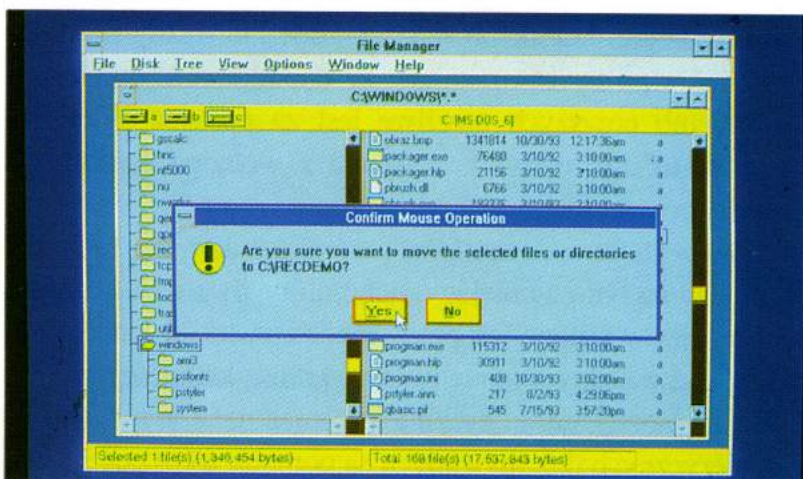 File Manager
File Disk Tree View Options Window Help
C:\WINDOWS\*.*
a b c
C: [MS-DOS_6]
gscalc
obraz.bmp 1341814 10/30/93 12:17:36am a
packager.exe 76480 3/10/92 3:10:00am a
nt5000
packager.hlp 21156 3/10/92 3:10:00am a
nu
pbrush.dll 6766 3/10/92 3:10:00am a
Confirm Mouse Operation
Are you sure you want to move the selected files or directories
to C:\RECDEMO?
Yes No
windows
progman.exe 115312 3/10/92 3:10:00am a
ami3
progman.hlp 30911 3/10/92 3:10:00am a
psfonts
progman.ini 408 10/30/93 3:02:00am a
pstyler
pstyler.ann 217 8/2/93 4:29:06pm a
system
qbasic.pif 545 7/15/93 3:57:20pm a
Selected 1 file(s) (1,346,454 bytes)
Total 168 file(s) (17,637,843 bytes)